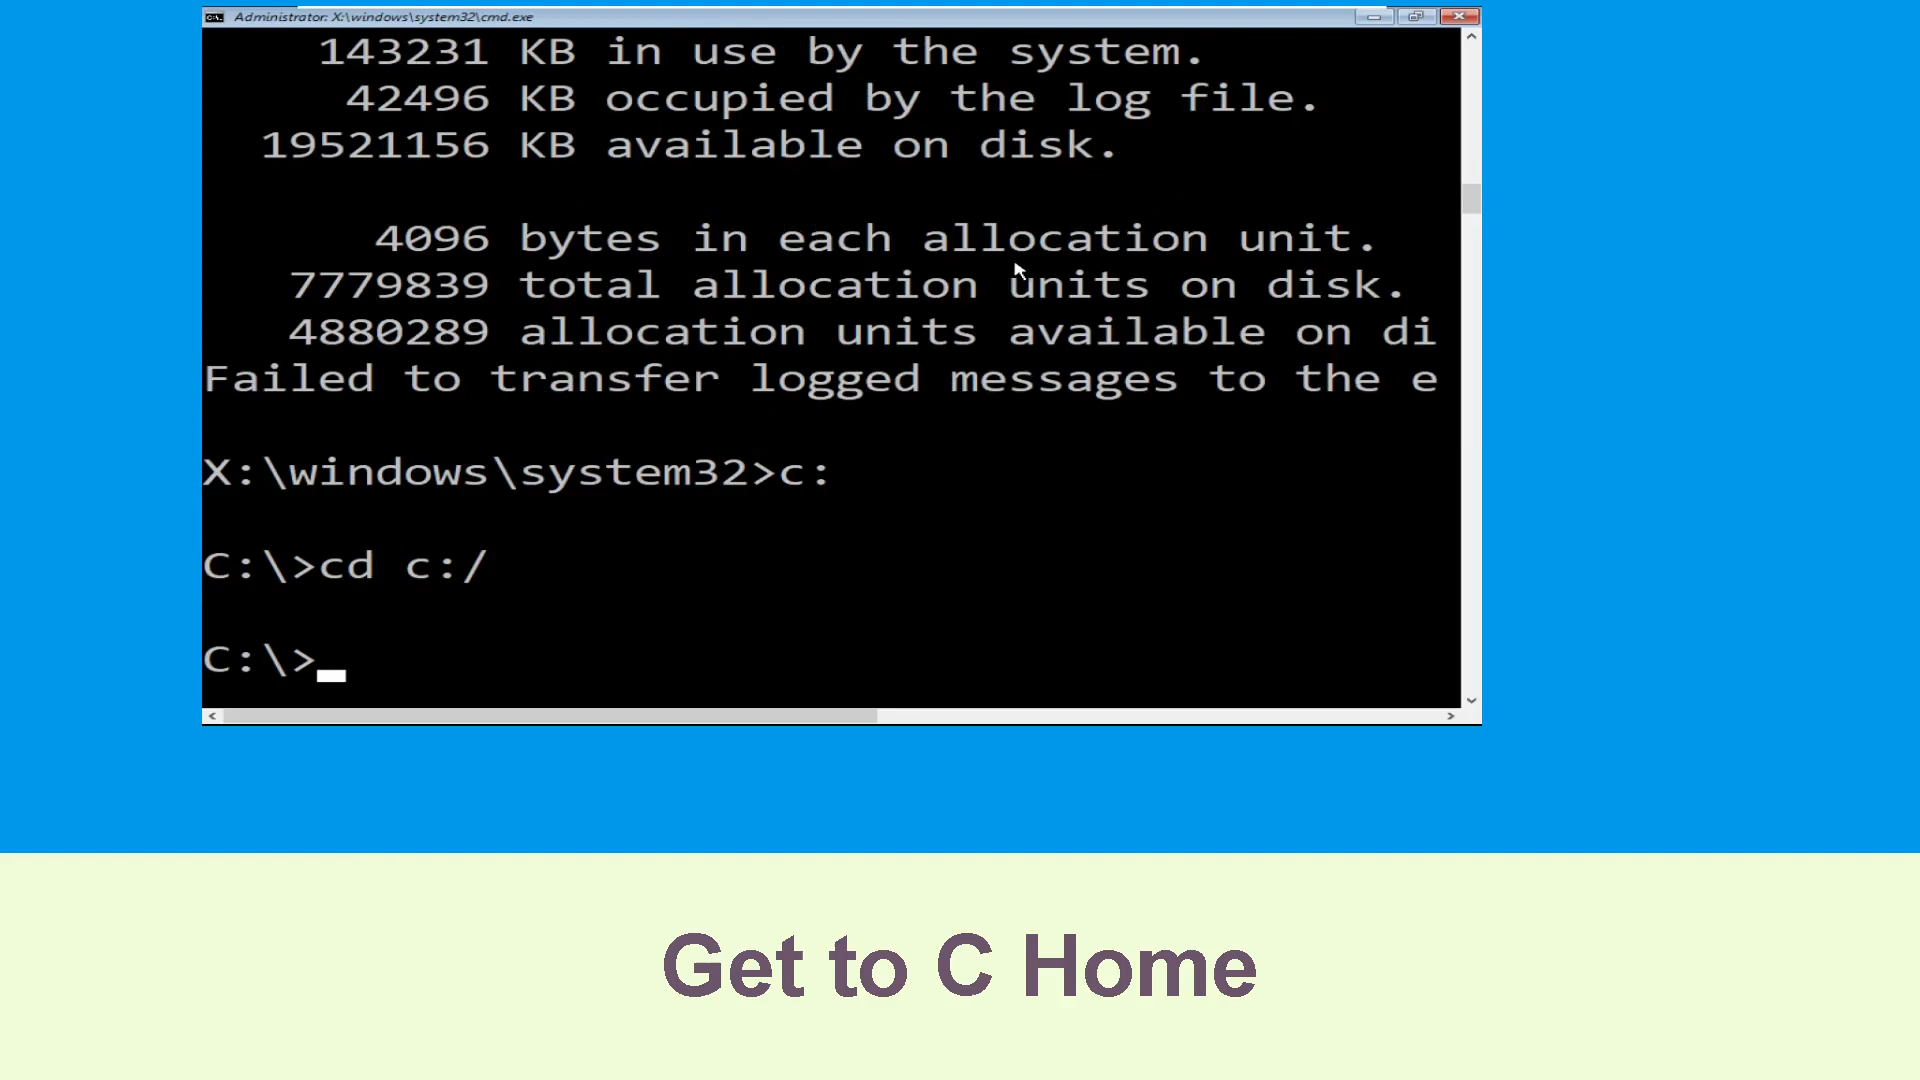 Administrator: X:\windows\system32\cmd.exe
143231 KB in use by the system.
42496 KB occupied by the log file.
19521156 KB available on disk.
4096 bytes in each allocation unit.
7779839 total allocation units on disk.
4880289 allocation units available on di
Failed to transfer logged messages to the e
X:\windows\system32>c:
C:\>cd c:/
C:\>
Get to C Home